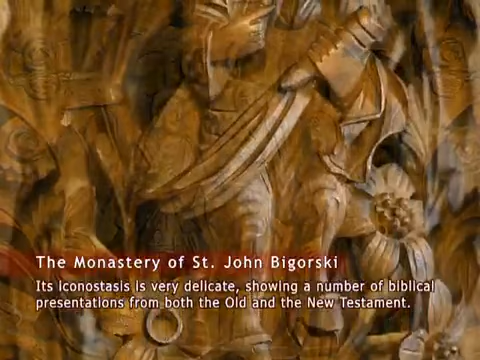 The Monastery of St. John Bigorski
Its iconostasis is very delicate, showing a number of biblical
presentations from both the Old and the New Testament.